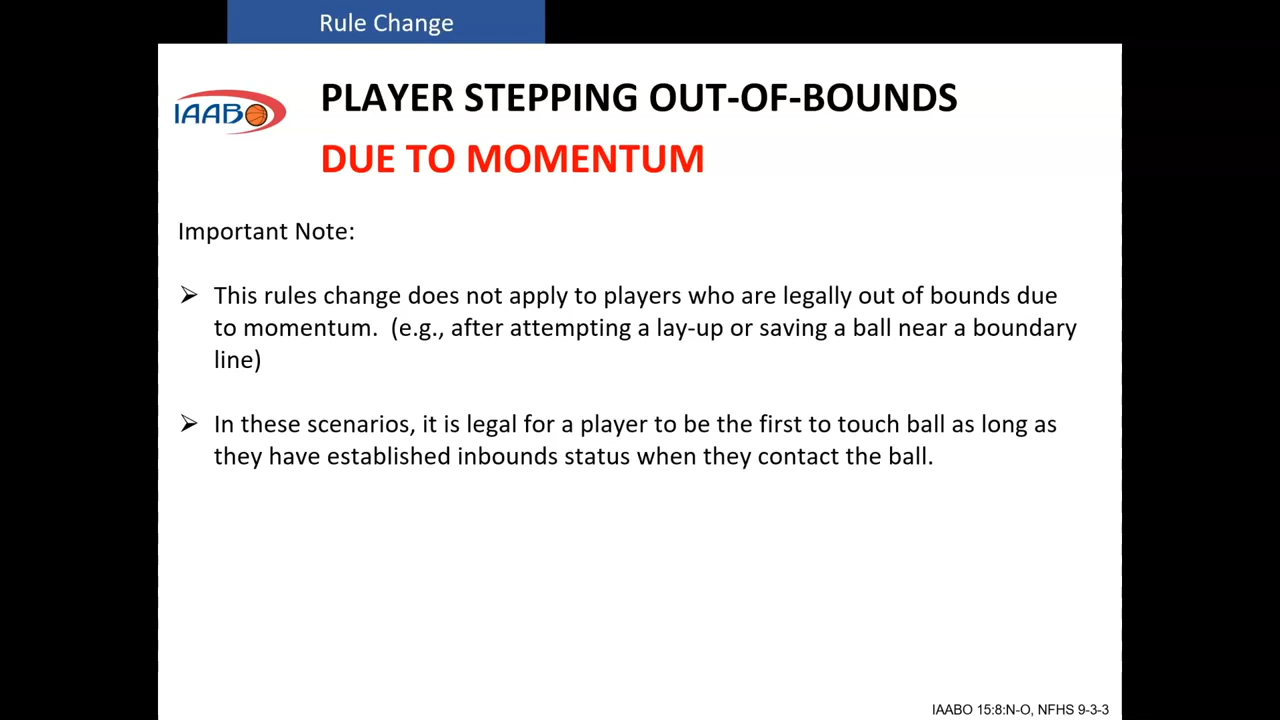 Rule Change
IAABO
PLAYER STEPPING OUT-OF-BOUNDS
DUE TO MOMENTUM
Important Note:
➢ This rules change does not apply to players who are legally out of bounds due
to momentum.  (e.g., after attempting a lay-up or saving a ball near a boundary
line)
➢ In these scenarios, it is legal for a player to be the first to touch ball as long as
they have established inbounds status when they contact the ball.
IAABO 15:8:N-O, NFHS 9-3-3